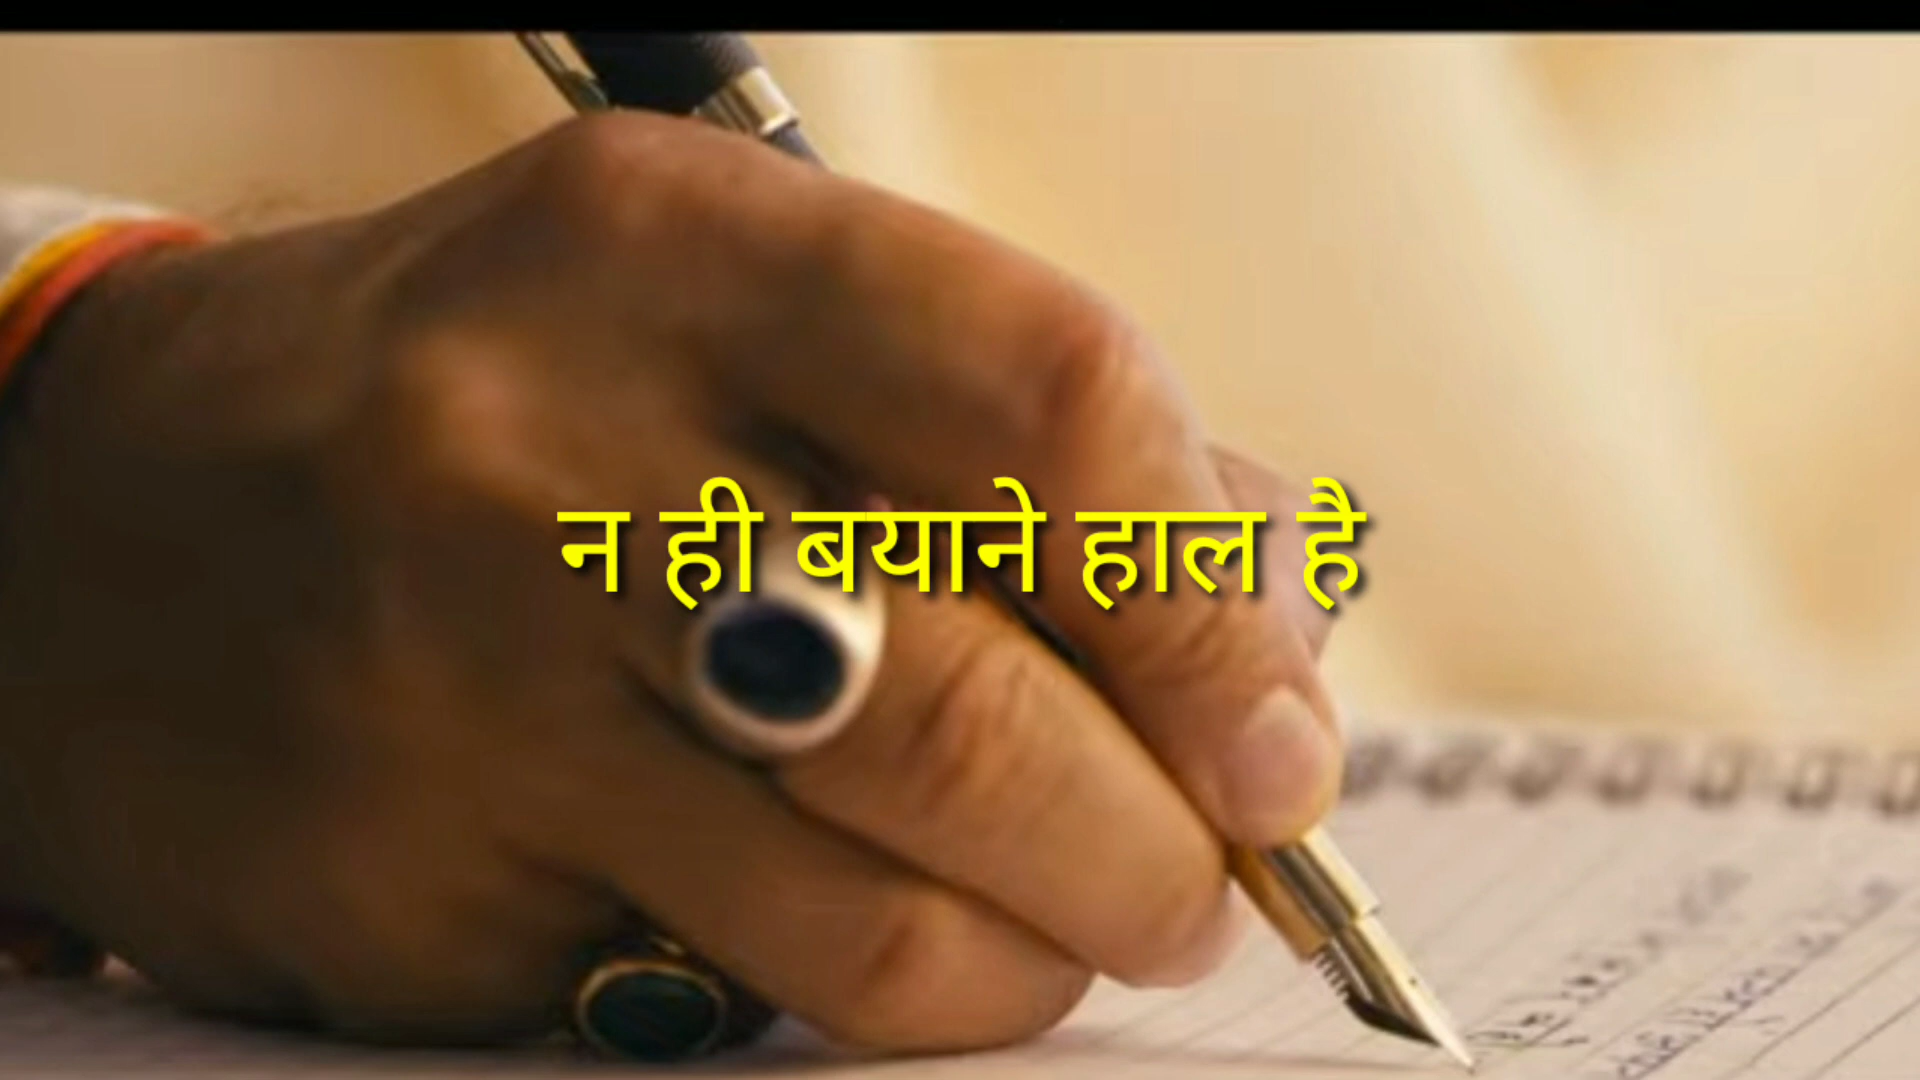 न ही बयाने हाल है